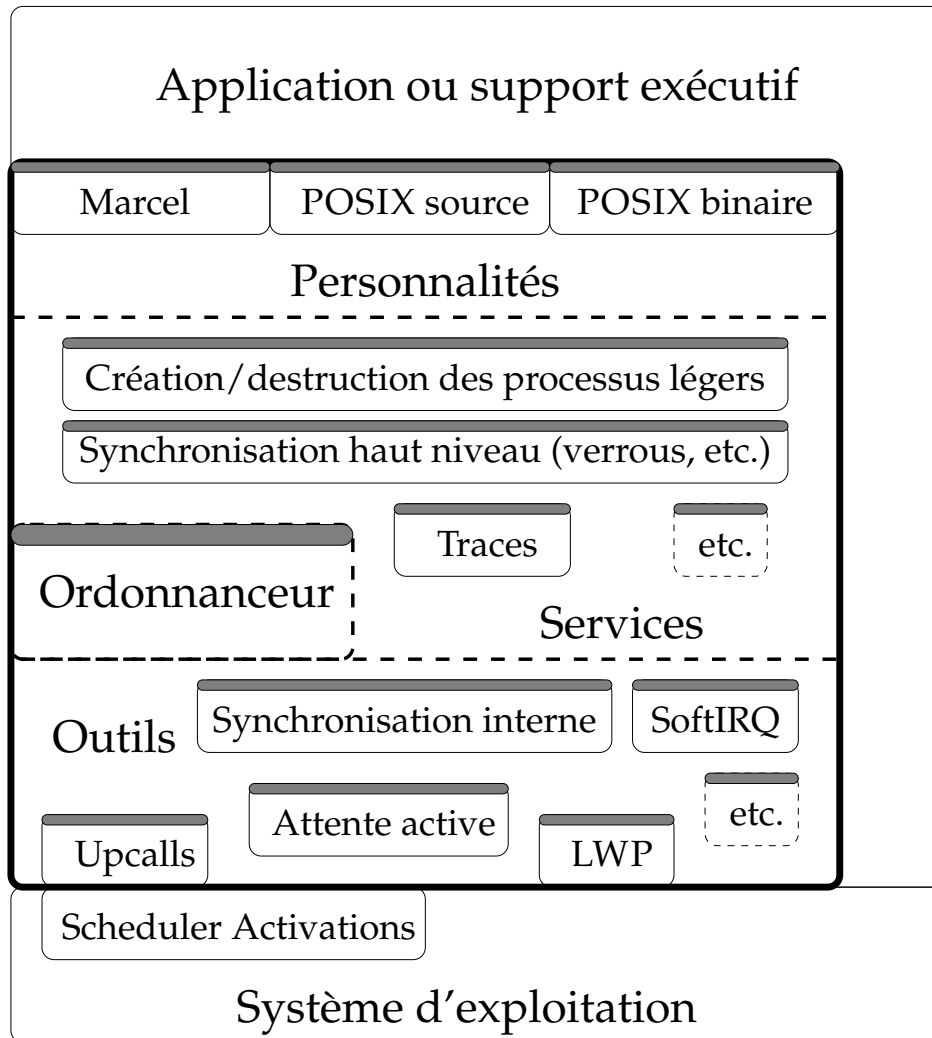 Application ou support exécutif
Marcel
POSIX source
POSIX binaire
Personnalités
Création/destruction des processus légers
Synchronisation haut niveau (verrous, etc.)
Traces
etc.
Ordonnanceur
Services
Outils
Synchronisation interne
SoftIRQ
Upcalls
Attente active
LWP
etc.
Scheduler Activations
Système d'exploitation